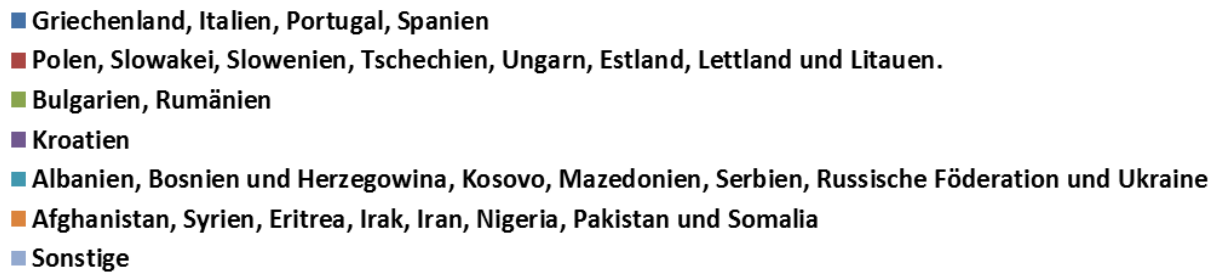 Griechenland, Italien, Portugal, Spanien
Polen, Slowakei, Slowenien, Tschechien, Ungarn, Estland, Lettland und Litauen.
Bulgarien, Rumänien
Kroatien
Albanien, Bosnien und Herzegowina, Kosovo, Mazedonien, Serbien, Russische Föderation und Ukraine
Afghanistan, Syrien, Eritrea, Irak, Iran, Nigeria, Pakistan und Somalia
Sonstige